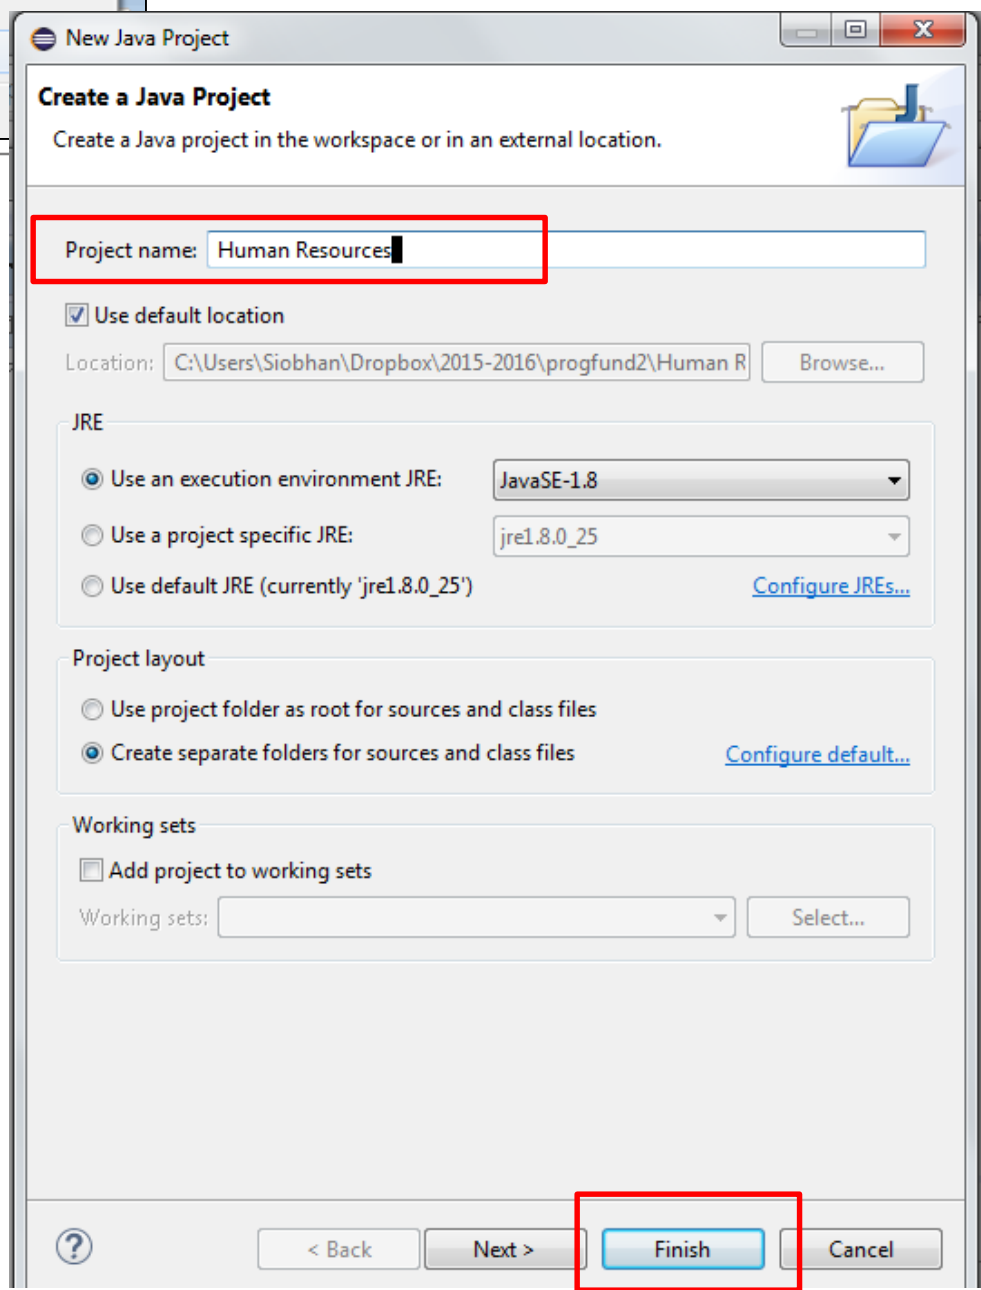 New Java Project
Create a Java Project
Create a Java project in the workspace or in an external location.
Project name: Human Resources
Use default location
Location: C:\Users\Siobhan\Dropbox\2015-2016\progfund2\Human R Browse...
JRE
Use an execution environment JRE: JavaSE-1.8
Use a project specific JRE: jre1.8.0_25
Use default JRE (currently 'jre1.8.0_25') Configure JREs...
Project layout
Use project folder as root for sources and class files
Create separate folders for sources and class files Configure default...
Working sets
Add project to working sets
Working sets: Select...
? < Back Next > Finish Cancel